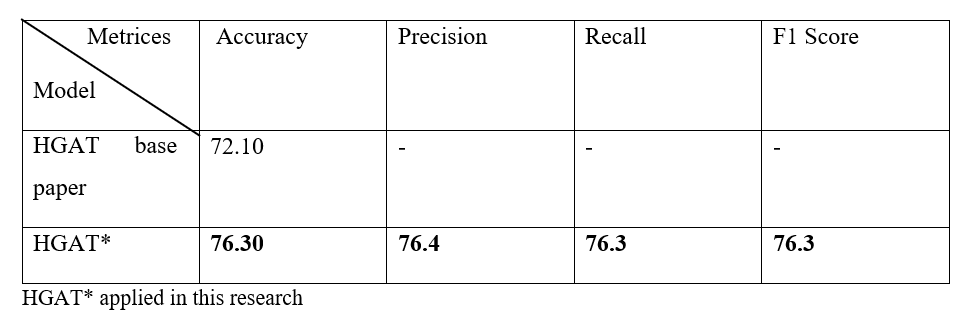 Metrices Accuracy Precision Recall F1 Score
Model
HGAT base 72.10 - - -
paper
HGAT* 76.30 76.4 76.3 76.3
HGAT* applied in this research